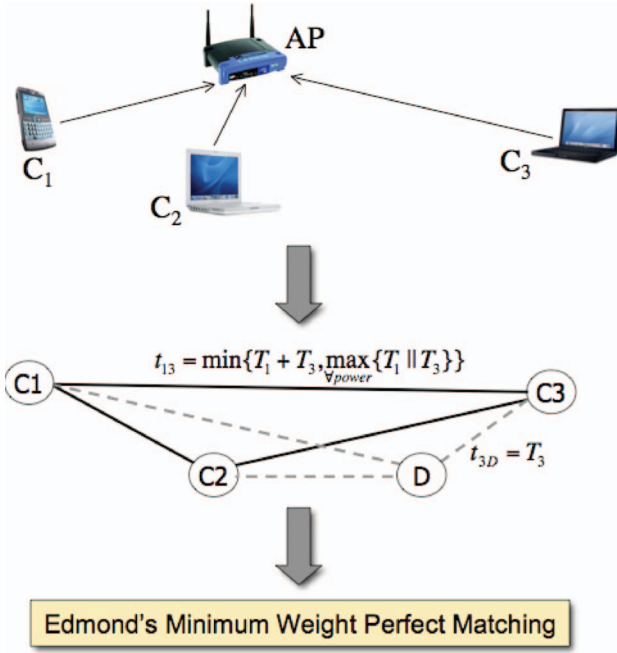 AP
C₁
C₂
C₃
t₁₃ = min{T₁ + T₃, max{T₁ || T₃}}
∀power
C1
C3
C2
D
t₃D = T₃
Edmond's Minimum Weight Perfect Matching